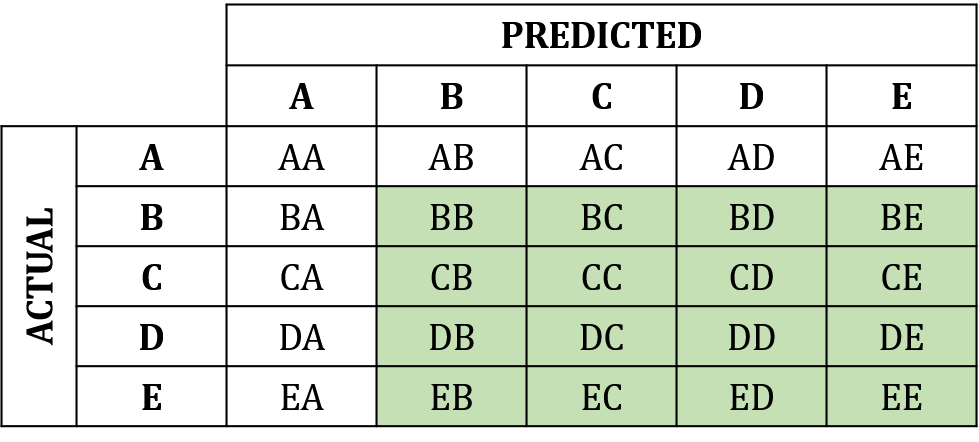 PREDICTED
A B C D E
ACTUAL
A AA AB AC AD AE
B BA BB BC BD BE
C CA CB CC CD CE
D DA DB DC DD DE
E EA EB EC ED EE